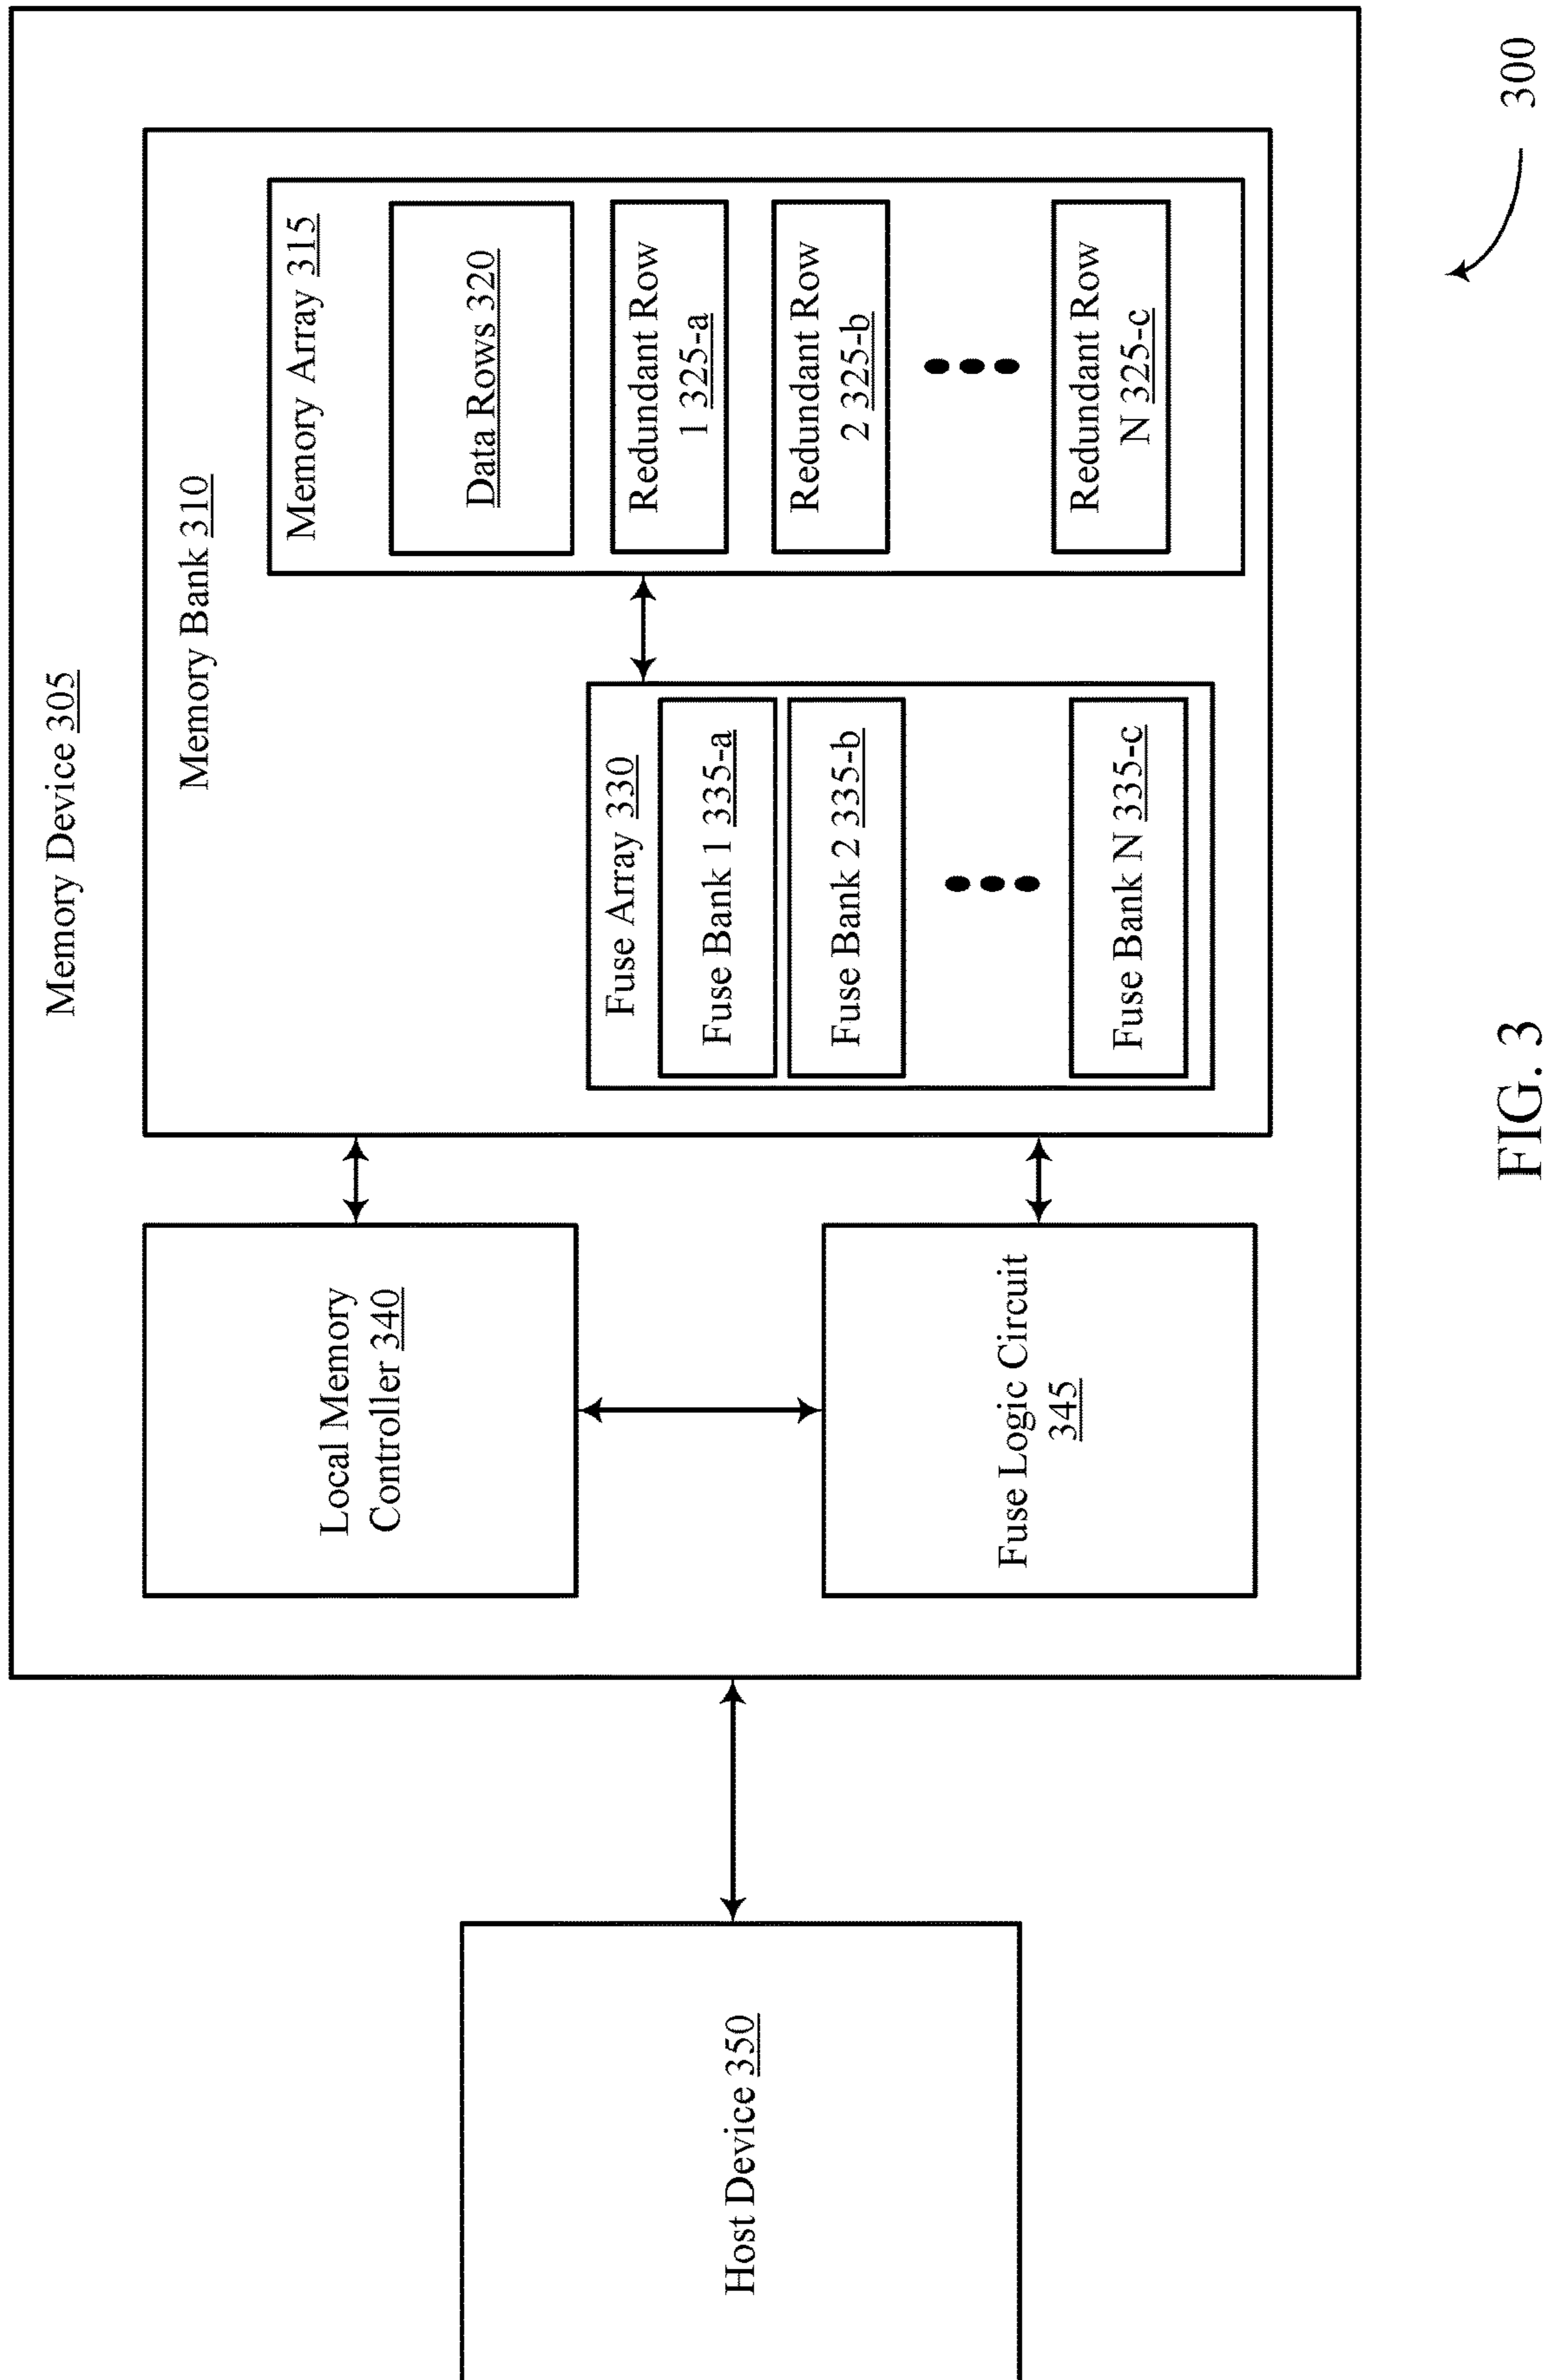 Memory Device 305
Memory Bank 310
Memory Array 315
Data Rows 320
Redundant Row
1 325-a
Redundant Row
2 325-b
Redundant Row
N 325-c
Fuse Array 330
Fuse Bank 1 335-a
Fuse Bank 2 335-b
Fuse Bank N 335-c
Local Memory
Controller 340
Fuse Logic Circuit
345
Host Device 350
300
FIG. 3